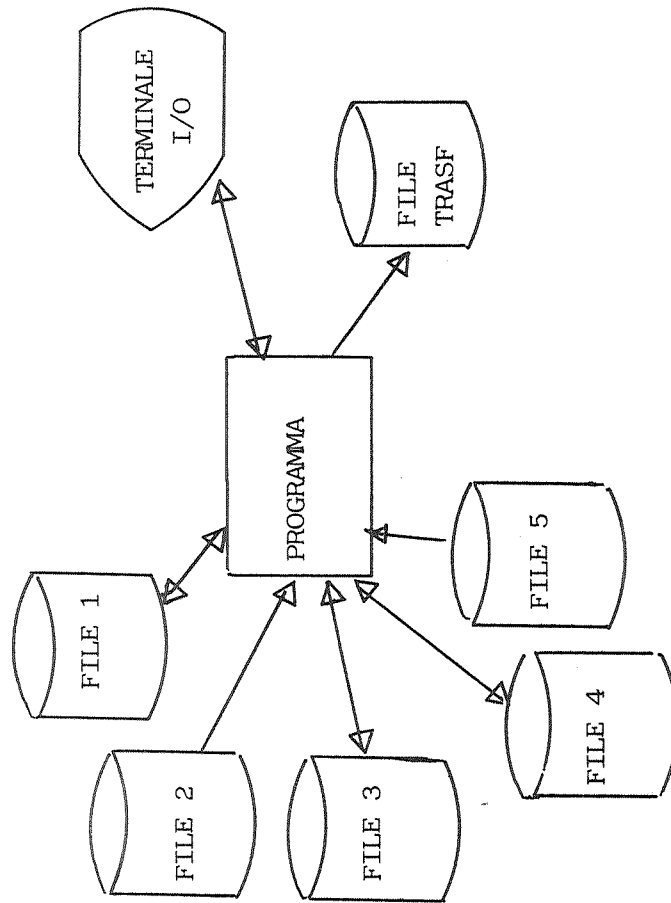 TERMINALE
I/O
FILE
TRASF
PROGRAMMA
FILE 1
FILE 2
FILE 3
FILE 4
FILE 5